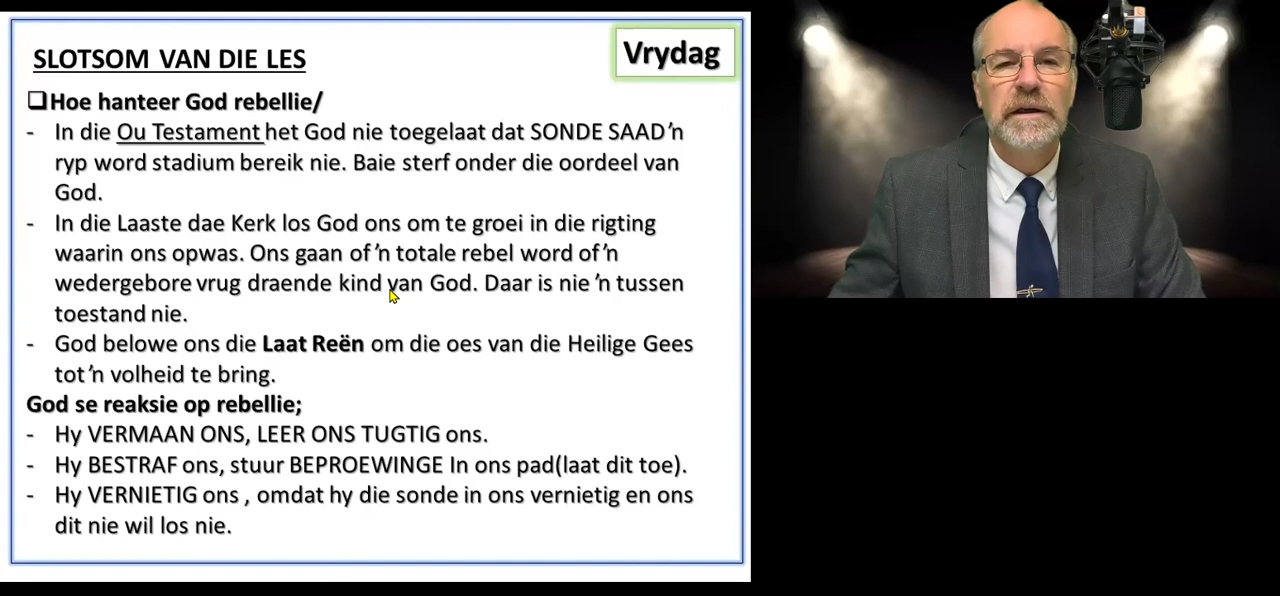 SLOTSOM VAN DIE LES
Vrydag
❑Hoe hanteer God rebellie/
- In die Ou Testament het God nie toegelaat dat SONDE SAAD 'n
ryp word stadium bereik nie. Baie sterf onder die oordeel van
God.
- In die Laaste dae Kerk los God ons om te groei in die rigting
waarin ons opwas. Ons gaan of 'n totale rebel word of 'n
wedergebore vrug draende kind van God. Daar is nie 'n tussen
toestand nie.
- God belowe ons die Laat Reën om die oes van die Heilige Gees
tot 'n volheid te bring.
God se reaksie op rebellie;
- Hy VERMAAN ONS, LEER ONS TUGTIG ons.
- Hy BESTRAF ons, stuur BEPROEWINGE In ons pad(laat dit toe).
- Hy VERNIETIG ons , omdat hy die sonde in ons vernietig en ons
dit nie wil los nie.